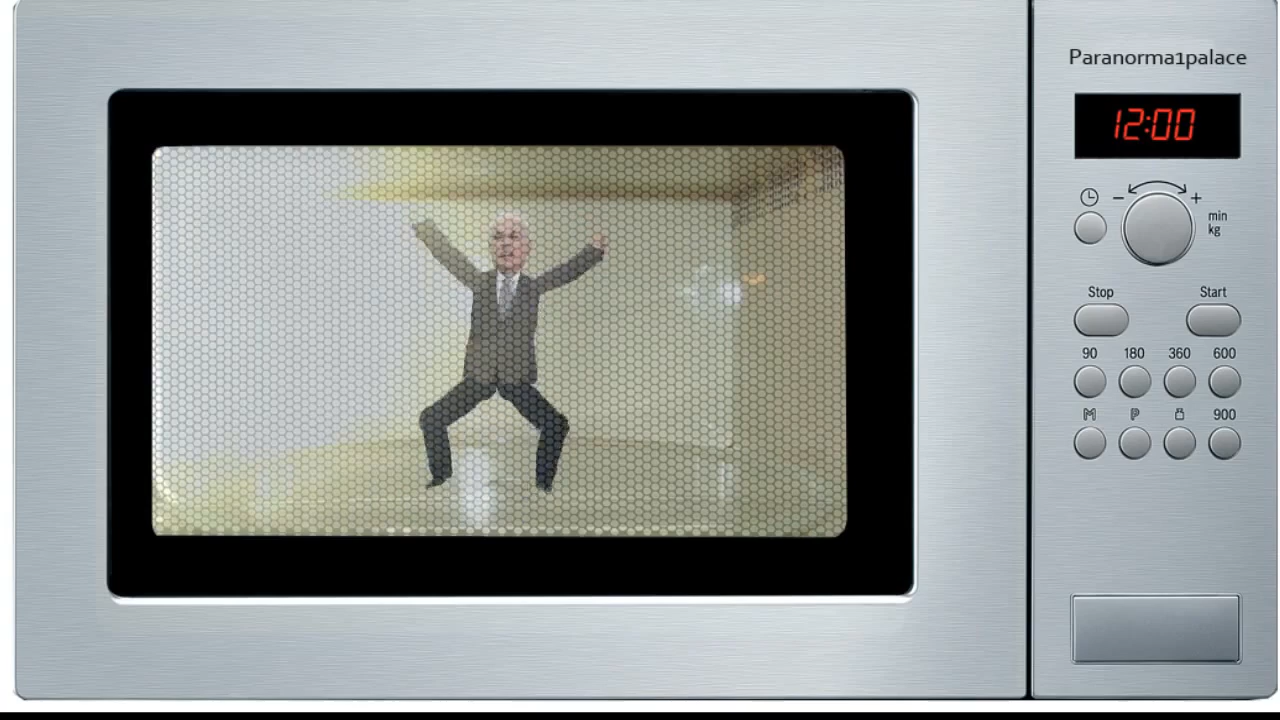 Paranorma1palace
12:00
− +
min
kg
Stop Start
90 180 360 600
M P 900